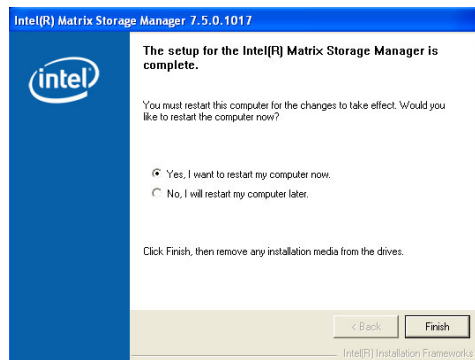 Intel(R) Matrix Storage Manager 7.5.0.1017
intel
The setup for the Intel(R) Matrix Storage Manager is
complete.
You must restart this computer for the changes to take effect. Would you
like to restart the computer now?
Yes, I want to restart my computer now.
No, I will restart my computer later.
Click Finish, then remove any installation media from the drives.
< Back
Finish
Intel(R) Installation Frameworks